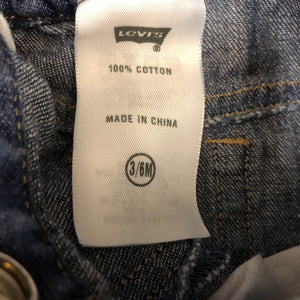 LEVI'S
®
100% COTTON
MADE IN CHINA
3/6M